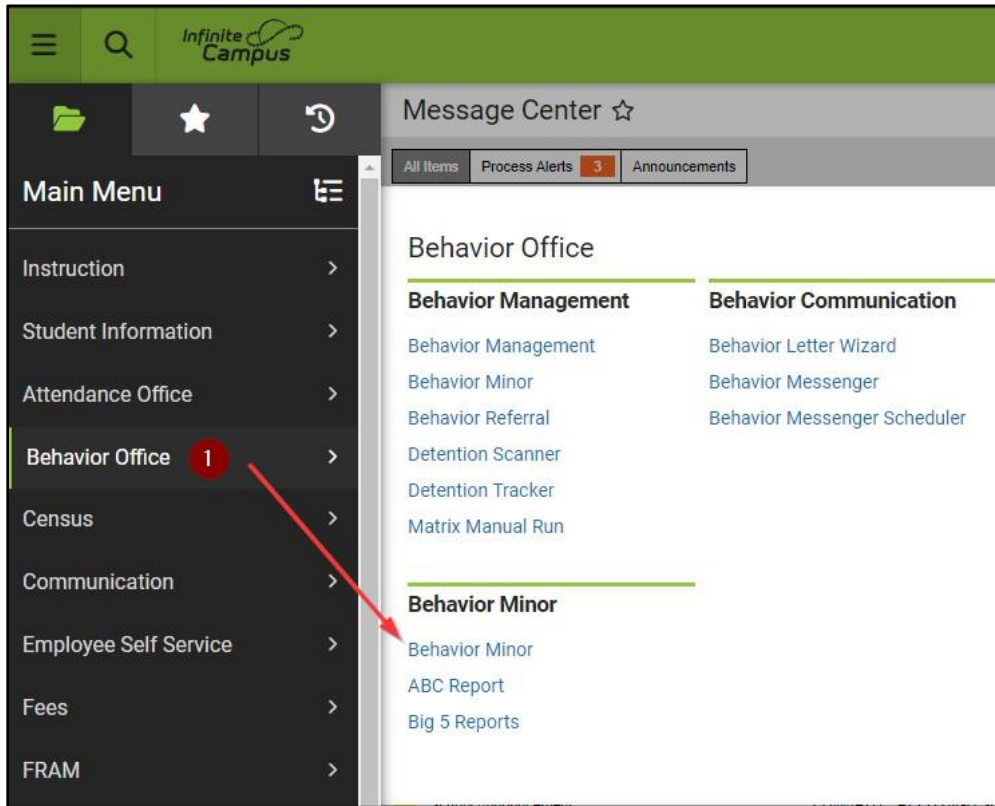 Infinite
Campus
Message Center
All Items Process Alerts 3 Announcements
Main Menu
Instruction
Student Information
Attendance Office
Behavior Office 1
Census
Communication
Employee Self Service
Fees
FRAM
Behavior Office
Behavior Management
Behavior Management
Behavior Minor
Behavior Referral
Detention Scanner
Detention Tracker
Matrix Manual Run
Behavior Communication
Behavior Letter Wizard
Behavior Messenger
Behavior Messenger Scheduler
Behavior Minor
Behavior Minor
ABC Report
Big 5 Reports